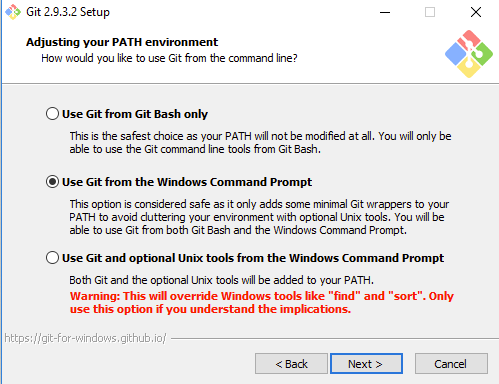 Git 2.9.3.2 Setup
Adjusting your PATH environment
How would you like to use Git from the command line?
Use Git from Git Bash only
This is the safest choice as your PATH will not be modified at all. You will only be
able to use the Git command line tools from Git Bash.
Use Git from the Windows Command Prompt
This option is considered safe as it only adds some minimal Git wrappers to your
PATH to avoid cluttering your environment with optional Unix tools. You will be
able to use Git from both Git Bash and the Windows Command Prompt.
Use Git and optional Unix tools from the Windows Command Prompt
Both Git and the optional Unix tools will be added to your PATH.
Warning: This will override Windows tools like "find" and "sort". Only
use this option if you understand the implications.
https://git-for-windows.github.io/
< Back Next > Cancel